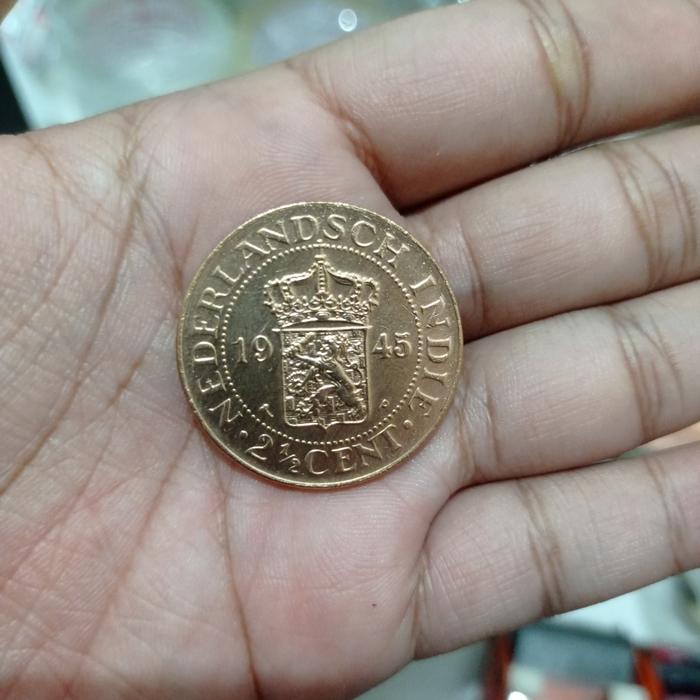 NEDERLANDSCH INDIE
19 45
· 2½ CENT ·
P